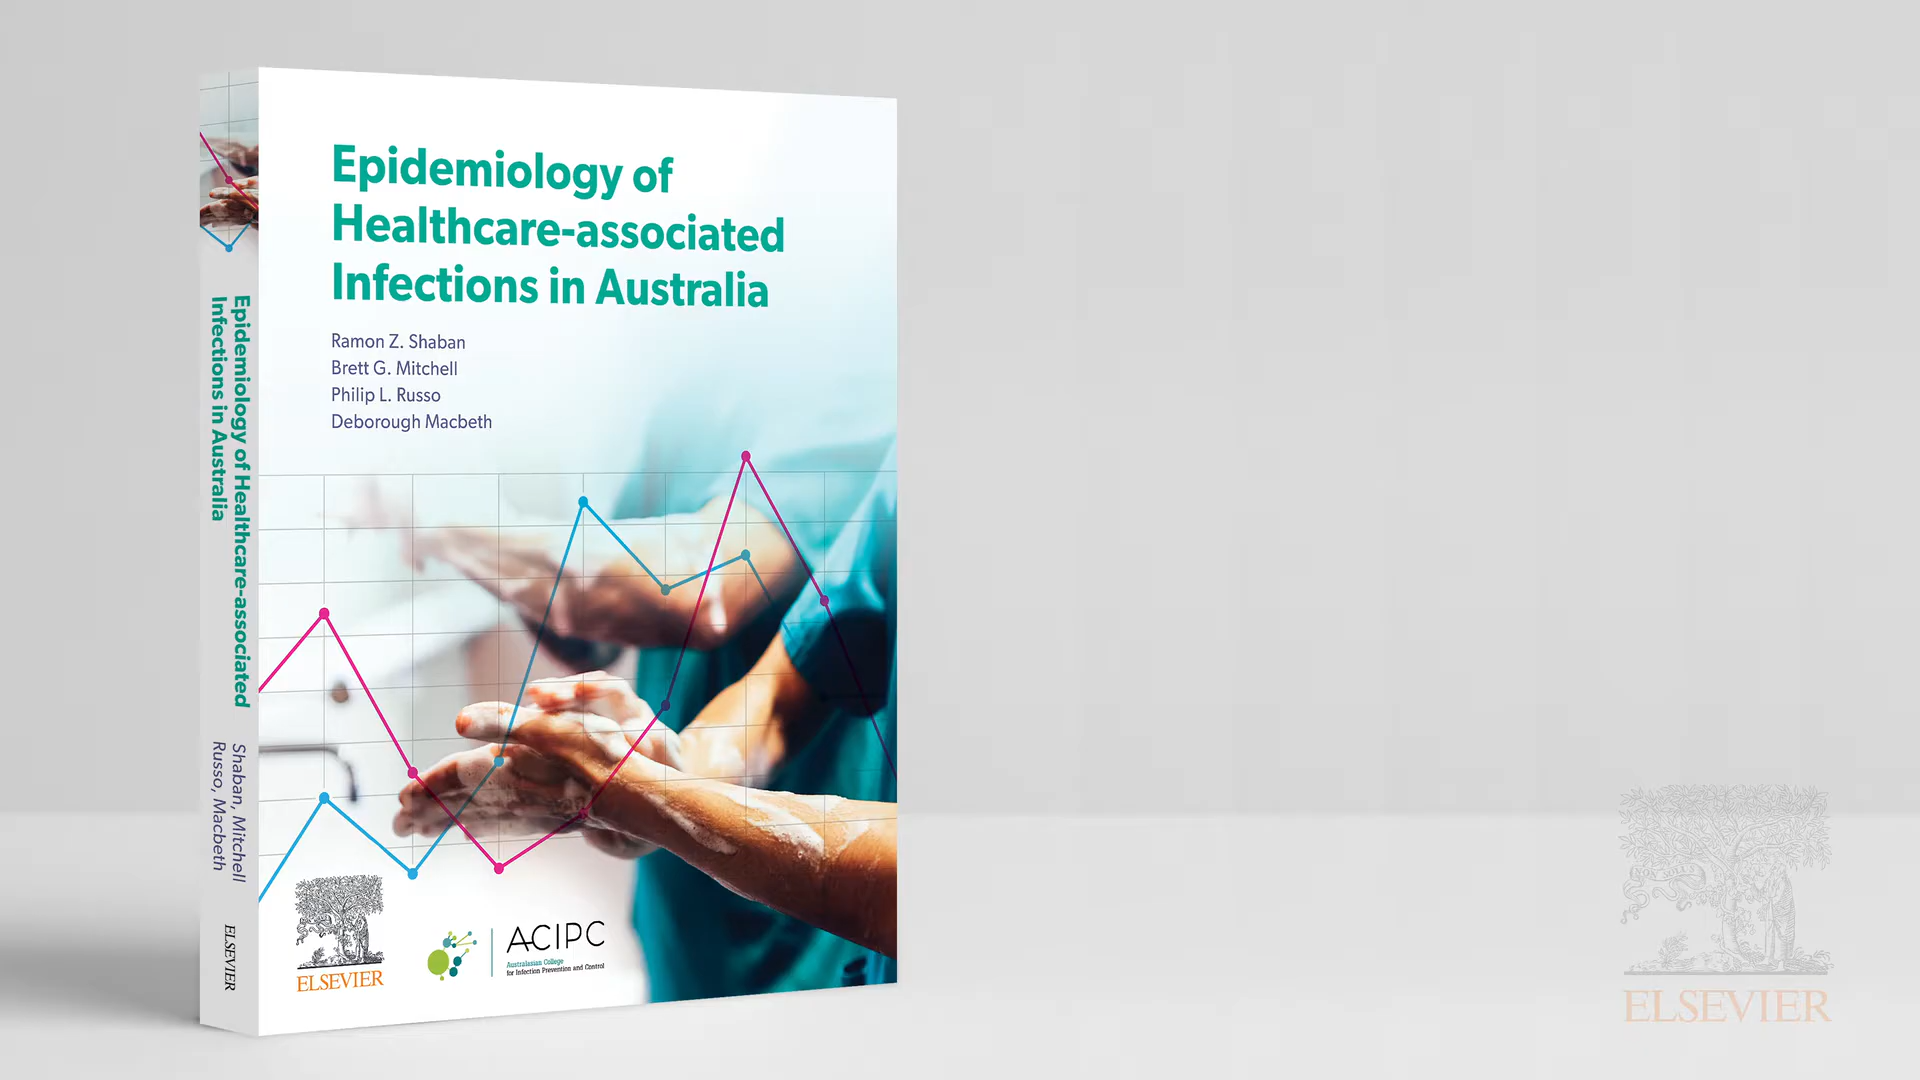 Epidemiology of
Healthcare-associated
Infections in Australia
Ramon Z. Shaban
Brett G. Mitchell
Philip L. Russo
Deborough Macbeth
ELSEVIER
ACIPC
Australasian College
for Infection Prevention and Control
Epidemiology of Healthcare-associated
Infections in Australia
Shaban, Mitchell
Russo, Macbeth
ELSEVIER
ELSEVIER